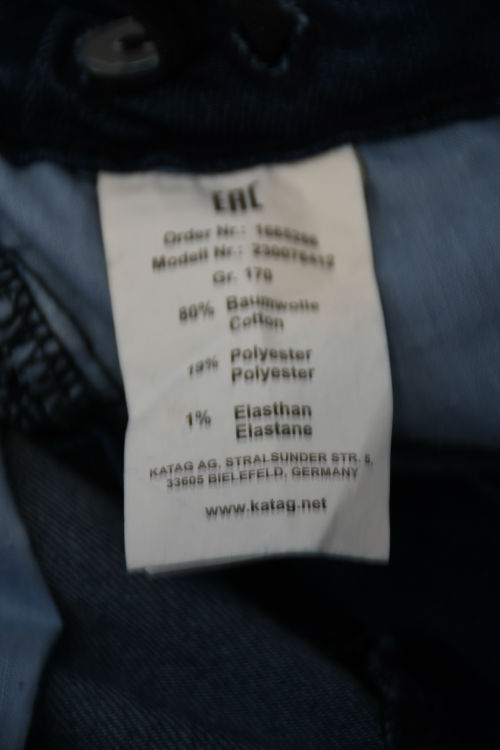 EAC
Order Nr.:
Modell Nr.:
Gr. 170
80% Baumwolle
Cotton
19% Polyester
Polyester
1% Elasthan
Elastane
KATAG AG, STRALSUNDER STR. 5,
33605 BIELEFELD, GERMANY
www.katag.net